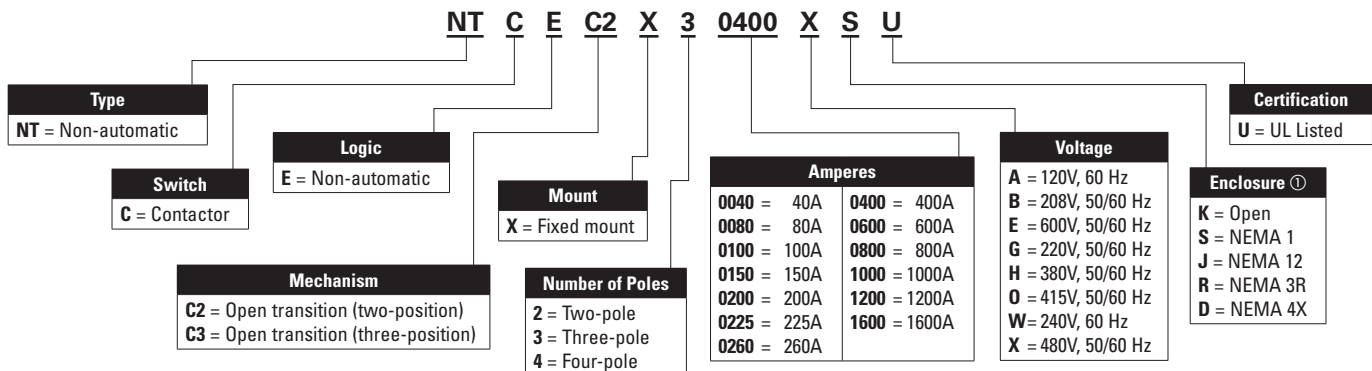 NT C E C2 X 3 0400 X S U
Type
NT = Non-automatic
Switch
C = Contactor
Logic
E = Non-automatic
Mechanism
C2 = Open transition (two-position)
C3 = Open transition (three-position)
Mount
X = Fixed mount
Number of Poles
2 = Two-pole
3 = Three-pole
4 = Four-pole
Amperes
0040 = 40A
0080 = 80A
0100 = 100A
0150 = 150A
0200 = 200A
0225 = 225A
0260 = 260A
0400 = 400A
0600 = 600A
0800 = 800A
1000 = 1000A
1200 = 1200A
1600 = 1600A
Voltage
A = 120V, 60 Hz
B = 208V, 50/60 Hz
E = 600V, 50/60 Hz
G = 220V, 50/60 Hz
H = 380V, 50/60 Hz
O = 415V, 50/60 Hz
W= 240V, 60 Hz
X = 480V, 50/60 Hz
Enclosure ①
K = Open
S = NEMA 1
J = NEMA 12
R = NEMA 3R
D = NEMA 4X
Certification
U = UL Listed